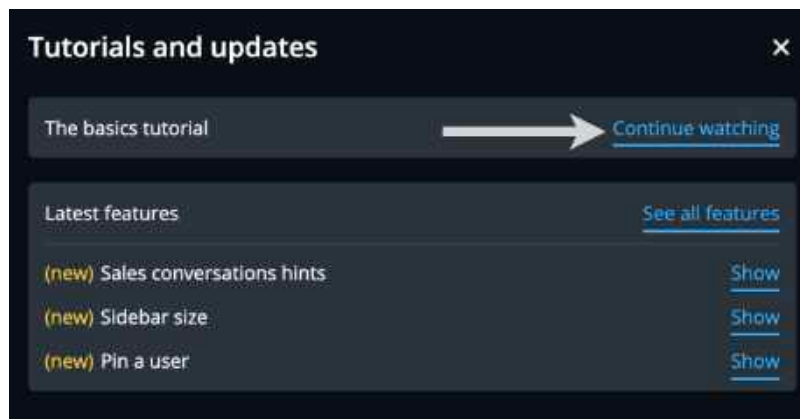 Tutorials and updates ×
The basics tutorial Continue watching
Latest features See all features
(new) Sales conversations hints Show
(new) Sidebar size Show
(new) Pin a user Show